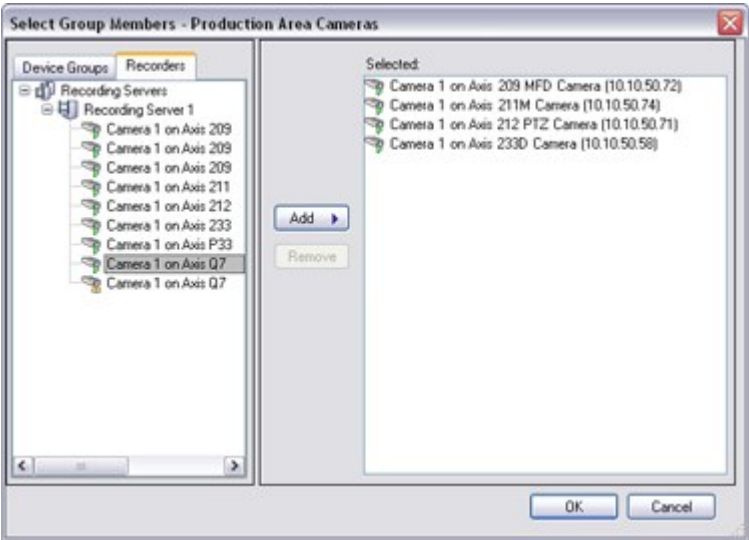 Select Group Members - Production Area Cameras
Device Groups
Recorders
Recording Servers
Recording Server 1
Camera 1 on Axis 209
Camera 1 on Axis 209
Camera 1 on Axis 209
Camera 1 on Axis 211
Camera 1 on Axis 212
Camera 1 on Axis 233
Camera 1 on Axis P33
Camera 1 on Axis Q7
Camera 1 on Axis Q7
Add
Remove
Selected:
Camera 1 on Axis 209 MFD Camera (10.10.50.72)
Camera 1 on Axis 211M Camera (10.10.50.74)
Camera 1 on Axis 212 PTZ Camera (10.10.50.71)
Camera 1 on Axis 233D Camera (10.10.50.58)
OK
Cancel